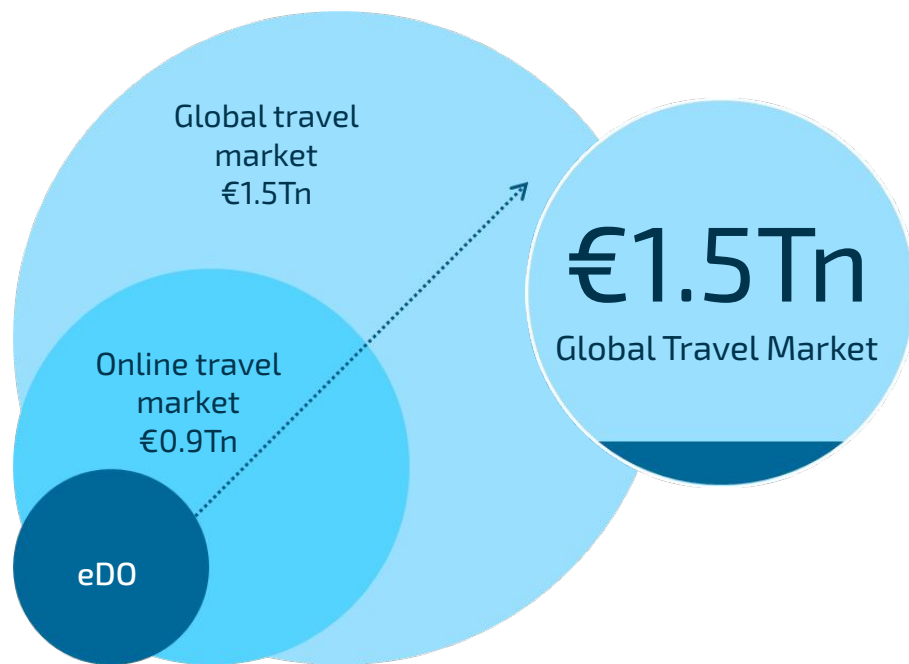 Global travel
market
€1.5Tn
€1.5Tn
Global Travel Market
Online travel
market
€0.9Tn
eDO